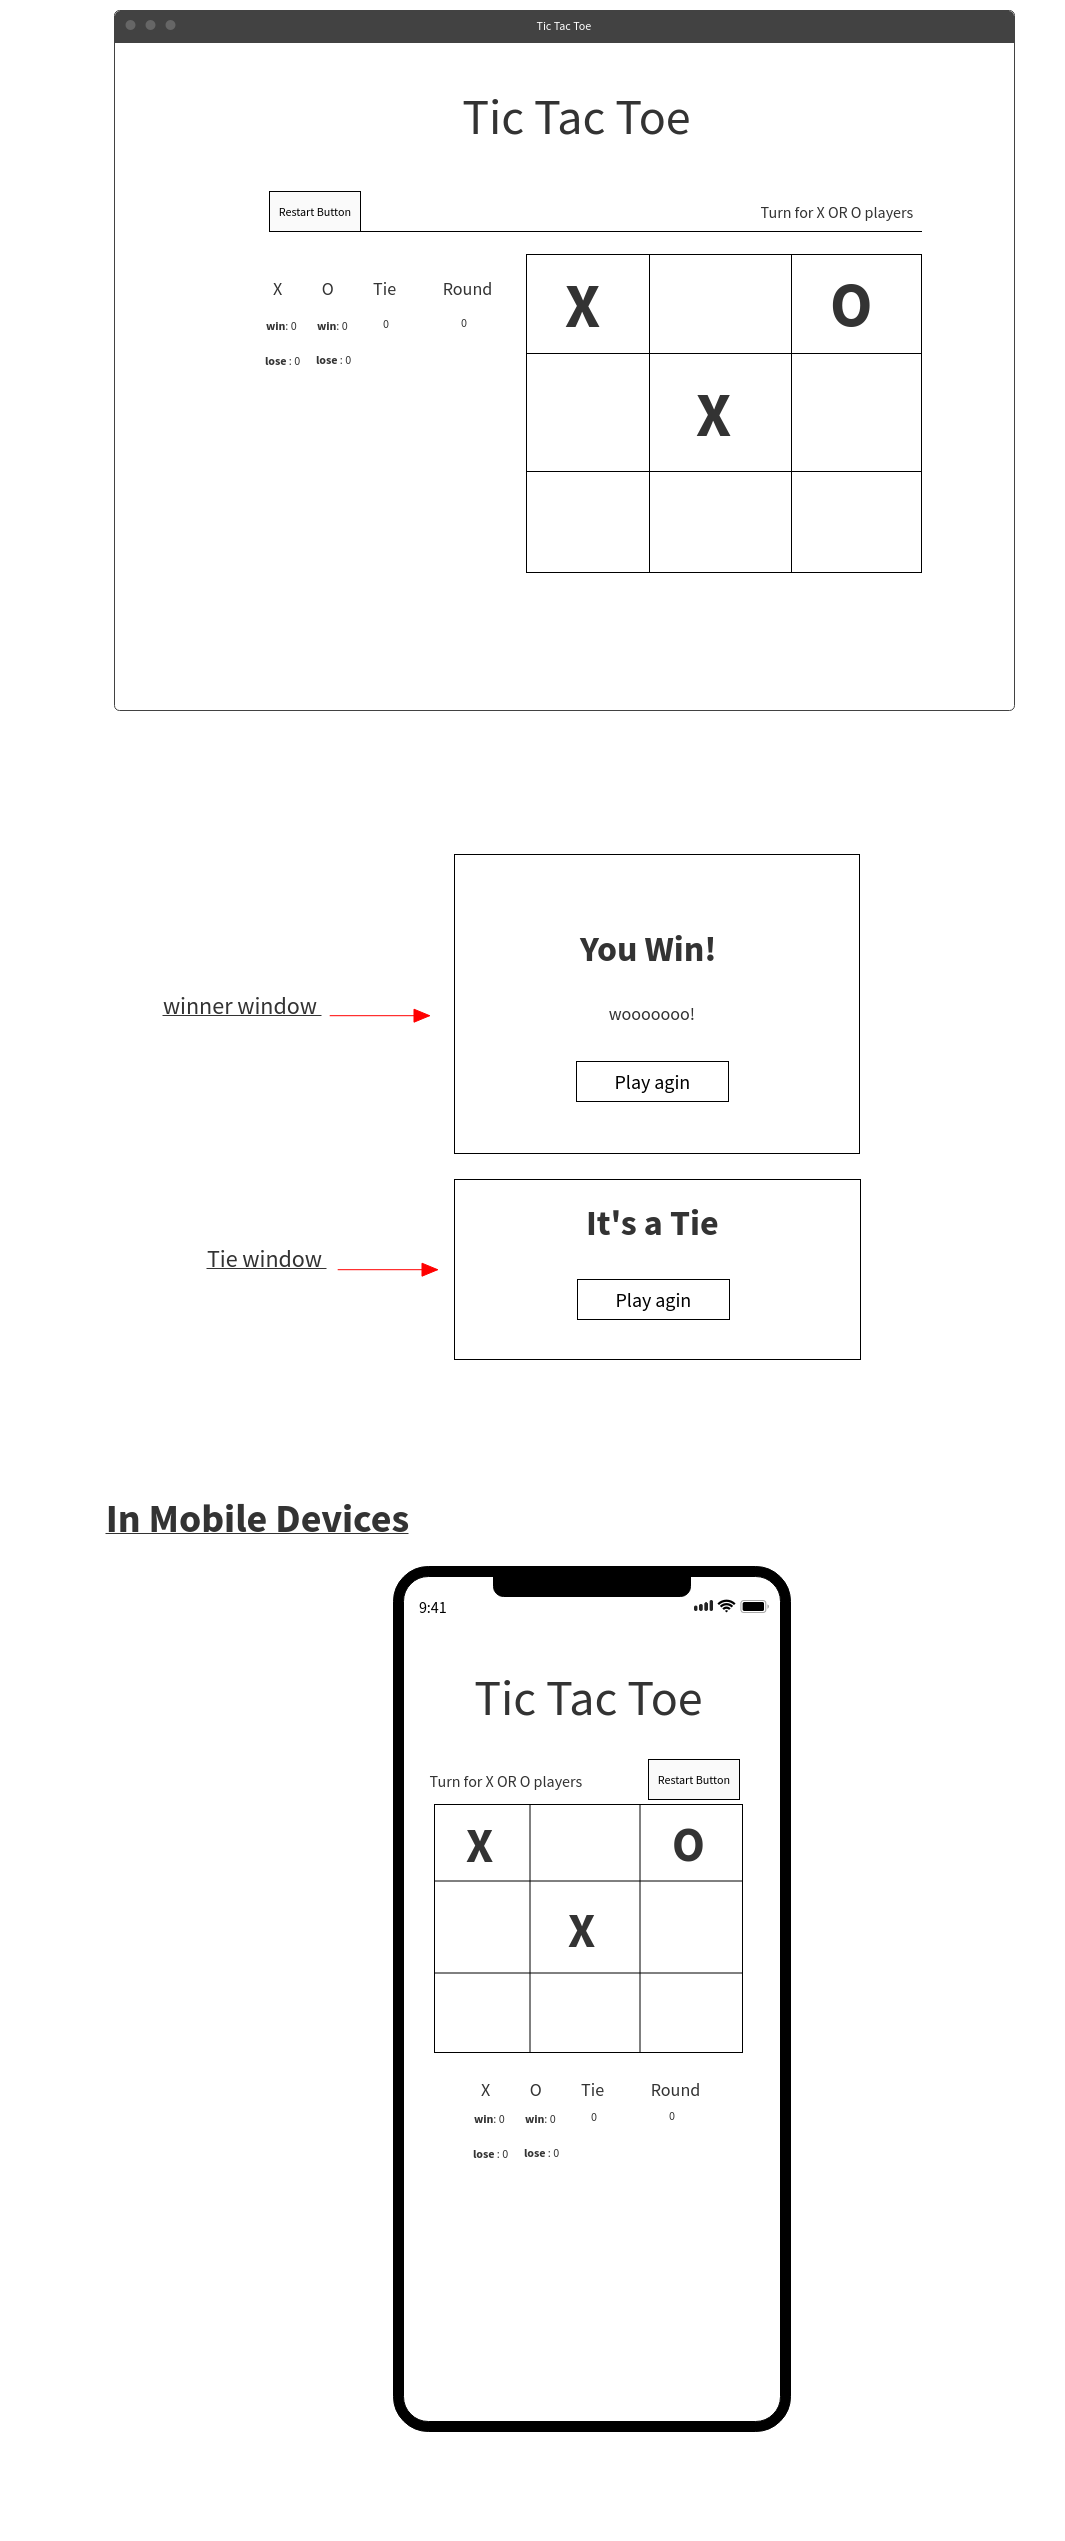 Tic Tac Toe
Tic Tac Toe
Restart Button
Turn for X OR O players
X O Tie Round
win: 0 win: 0 0 0
lose : 0 lose : 0
X O
X
winner window
You Win!
wooooooo!
Play agin
Tie window
It's a Tie
Play agin
In Mobile Devices
9:41
Tic Tac Toe
Turn for X OR O players
Restart Button
X O
X
X O Tie Round
win: 0 win: 0 0 0
lose : 0 lose : 0